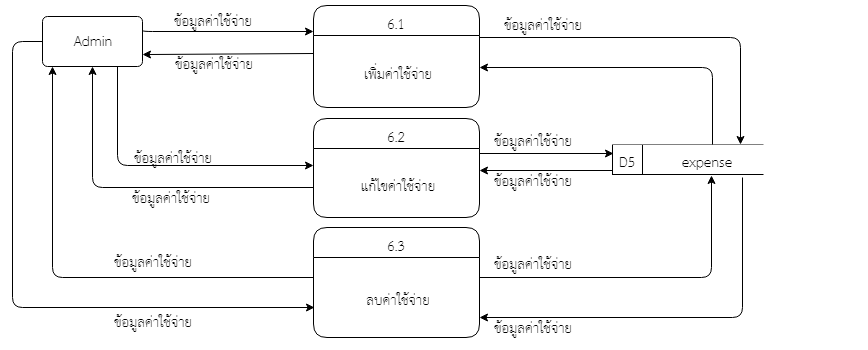 ข้อมูลค่าใช้จ่าย
6.1
ข้อมูลค่าใช้จ่าย
Admin
ข้อมูลค่าใช้จ่าย
เพิ่มค่าใช้จ่าย
6.2
ข้อมูลค่าใช้จ่าย
ข้อมูลค่าใช้จ่าย
D5
expense
ข้อมูลค่าใช้จ่าย
แก้ไขค่าใช้จ่าย
ข้อมูลค่าใช้จ่าย
6.3
ข้อมูลค่าใช้จ่าย
ข้อมูลค่าใช้จ่าย
ลบค่าใช้จ่าย
ข้อมูลค่าใช้จ่าย
ข้อมูลค่าใช้จ่าย